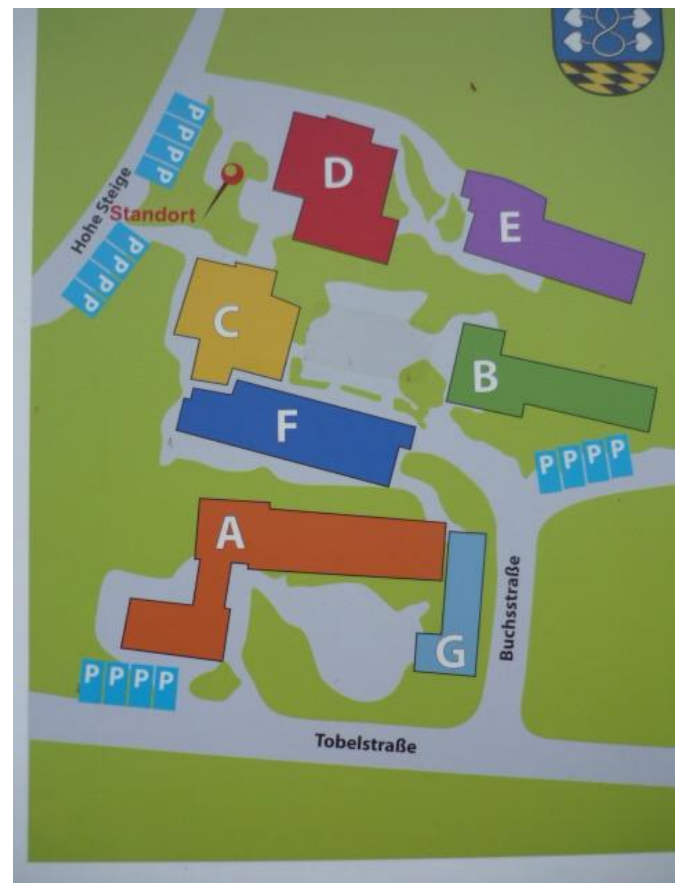 P P P P
D
E
Hohe Steige
Standort
P P P P
C
B
F
P P P P
A
G
Buchsstraße
P P P P
Tobelstraße